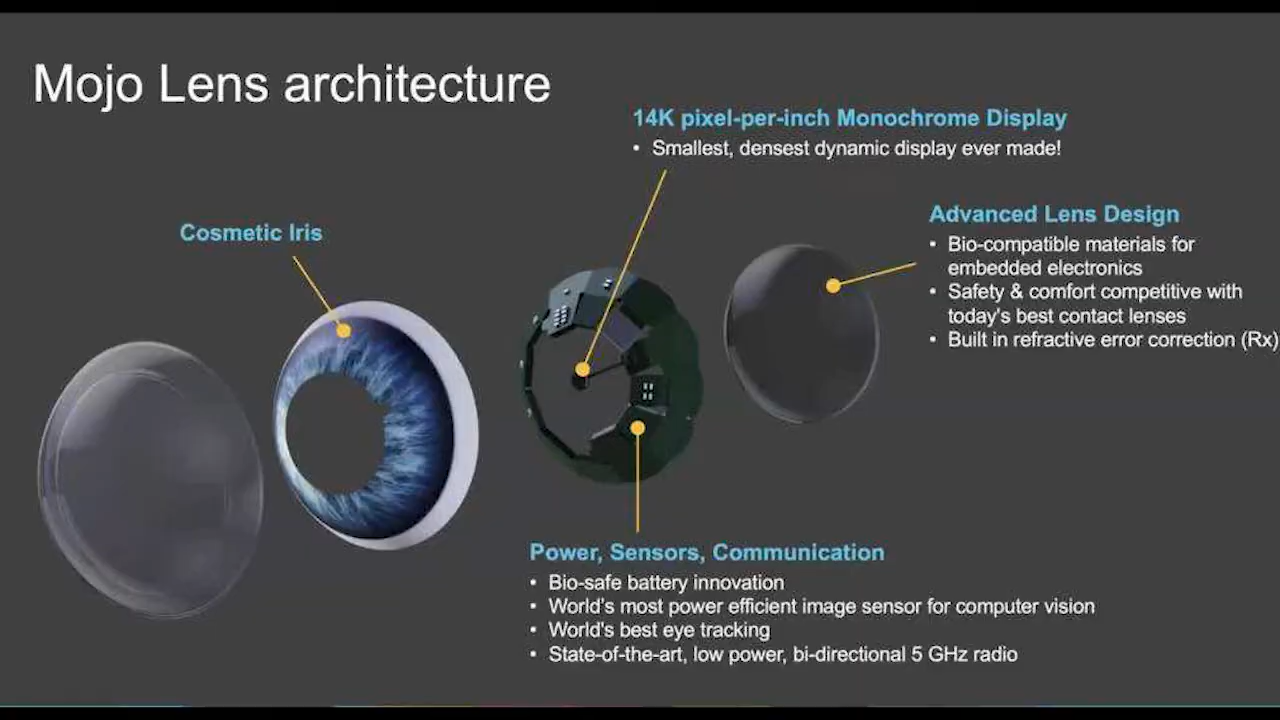 Mojo Lens architecture
14K pixel-per-inch Monochrome Display
• Smallest, densest dynamic display ever made!
Cosmetic Iris
Advanced Lens Design
• Bio-compatible materials for
embedded electronics
• Safety & comfort competitive with
today's best contact lenses
• Built in refractive error correction (Rx)
Power, Sensors, Communication
• Bio-safe battery innovation
• World's most power efficient image sensor for computer vision
• World's best eye tracking
• State-of-the-art, low power, bi-directional 5 GHz radio